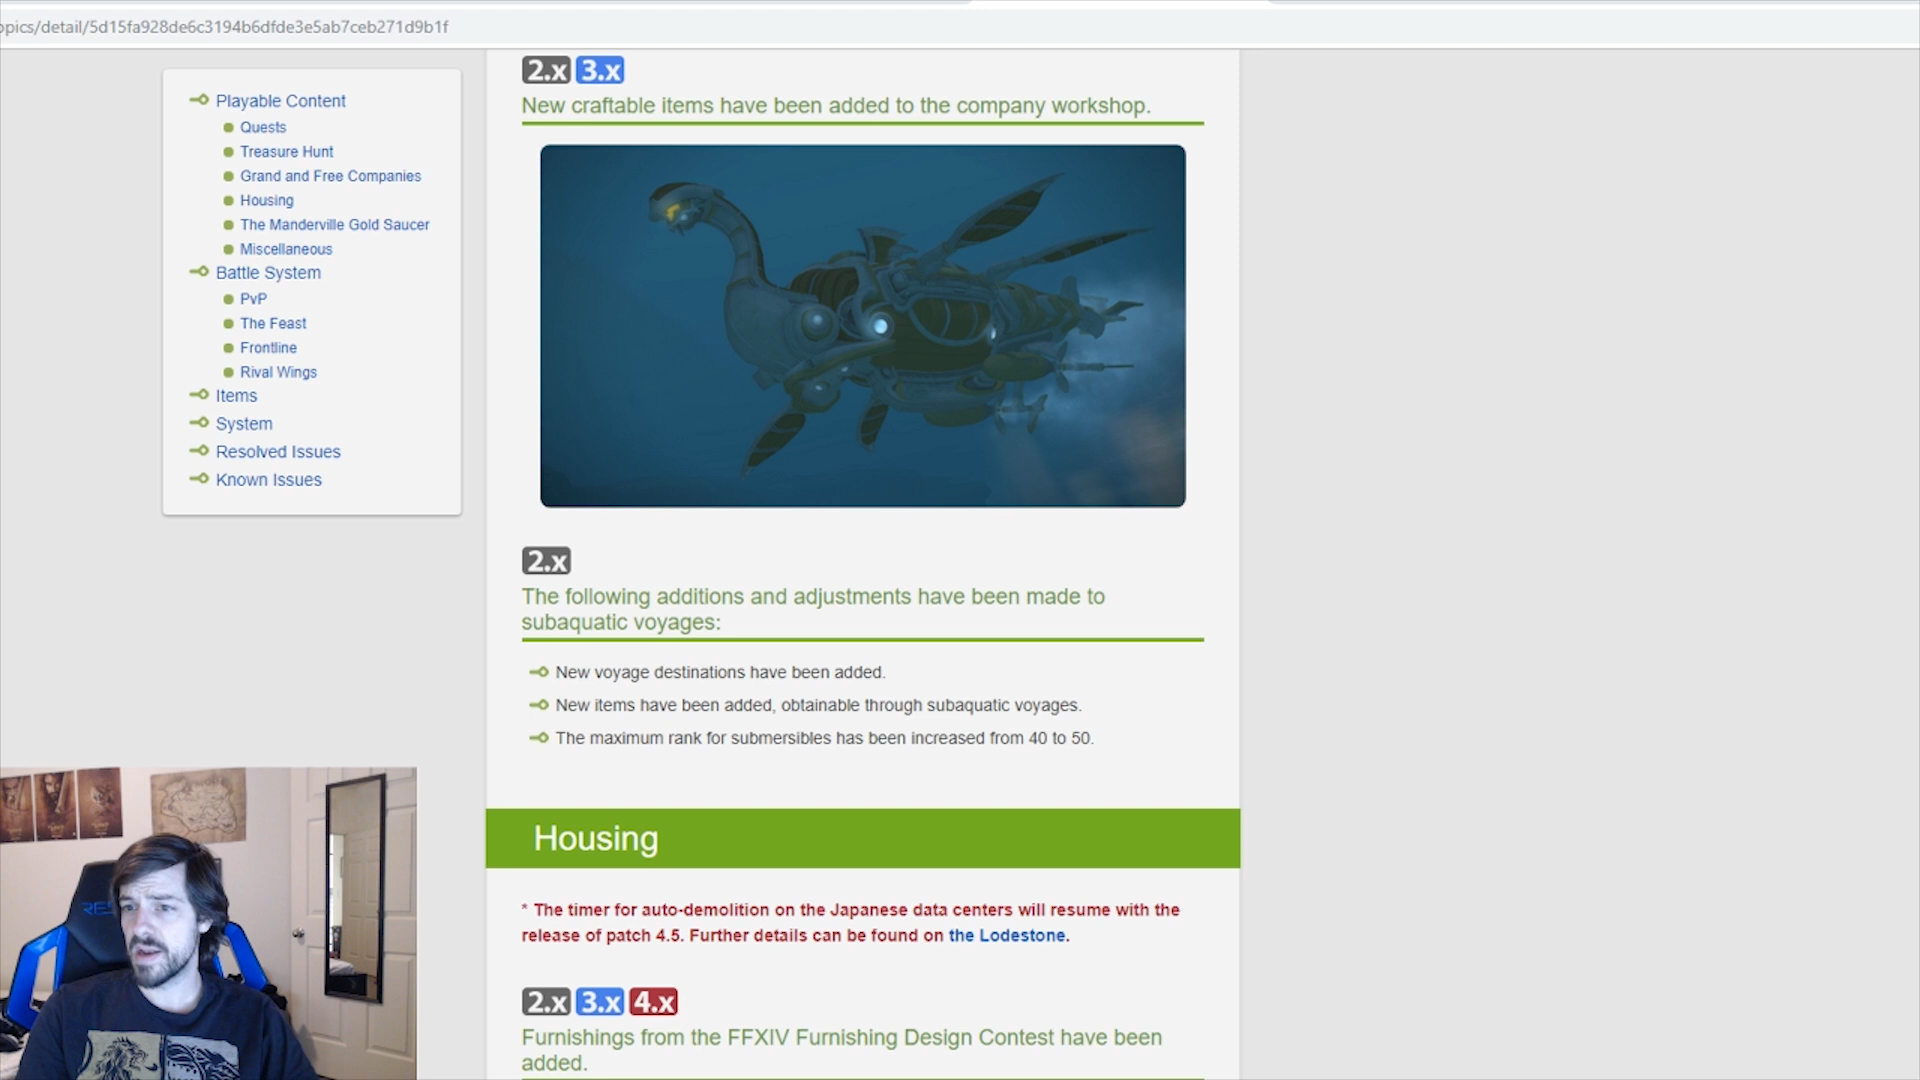 opics/detail/5d15fa928de6c3194b6dfde3e5ab7ceb271d9b1f
Playable Content
Quests
Treasure Hunt
Grand and Free Companies
Housing
The Manderville Gold Saucer
Miscellaneous
Battle System
PvP
The Feast
Frontline
Rival Wings
Items
System
Resolved Issues
Known Issues
2.x 3.x
New craftable items have been added to the company workshop.
2.x
The following additions and adjustments have been made to
subaquatic voyages:
New voyage destinations have been added.
New items have been added, obtainable through subaquatic voyages.
The maximum rank for submersibles has been increased from 40 to 50.
Housing
* The timer for auto-demolition on the Japanese data centers will resume with the
release of patch 4.5. Further details can be found on the Lodestone.
2.x 3.x 4.x
Furnishings from the FFXIV Furnishing Design Contest have been
added.